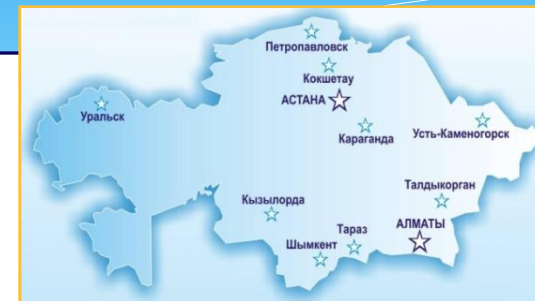 Петропавловск
Кокшетау
АСТАНА
Уральск
Караганда
Усть-Каменогорск
Талдыкорган
Кызылорда
АЛМАТЫ
Тараз
Шымкент